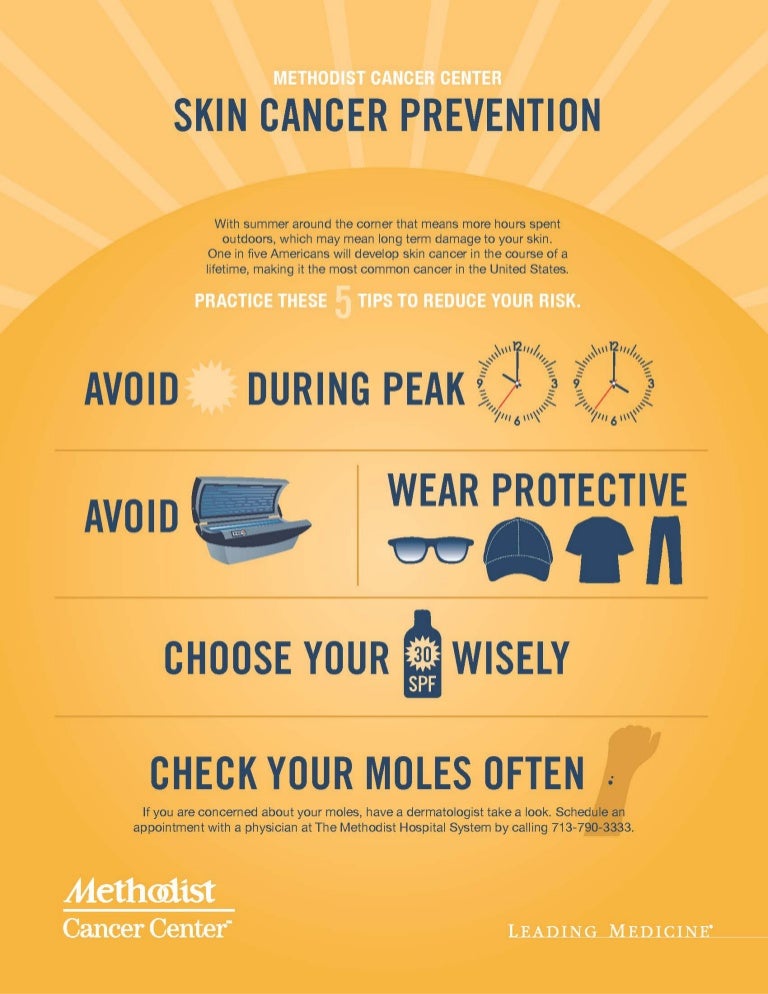 METHODIST CANCER CENTER
SKIN CANCER PREVENTION
With summer around the corner that means more hours spent
outdoors, which may mean long term damage to your skin.
One in five Americans will develop skin cancer in the course of a
lifetime, making it the most common cancer in the United States.
PRACTICE THESE 5 TIPS TO REDUCE YOUR RISK.
AVOID DURING PEAK
12
3
6
9
12
3
6
9
AVOID
WEAR PROTECTIVE
CHOOSE YOUR 30 SPF WISELY
CHECK YOUR MOLES OFTEN
If you are concerned about your moles, have a dermatologist take a look. Schedule an
appointment with a physician at The Methodist Hospital System by calling 713-790-3333.
Methodist
Cancer Center℠
LEADING MEDICINE®